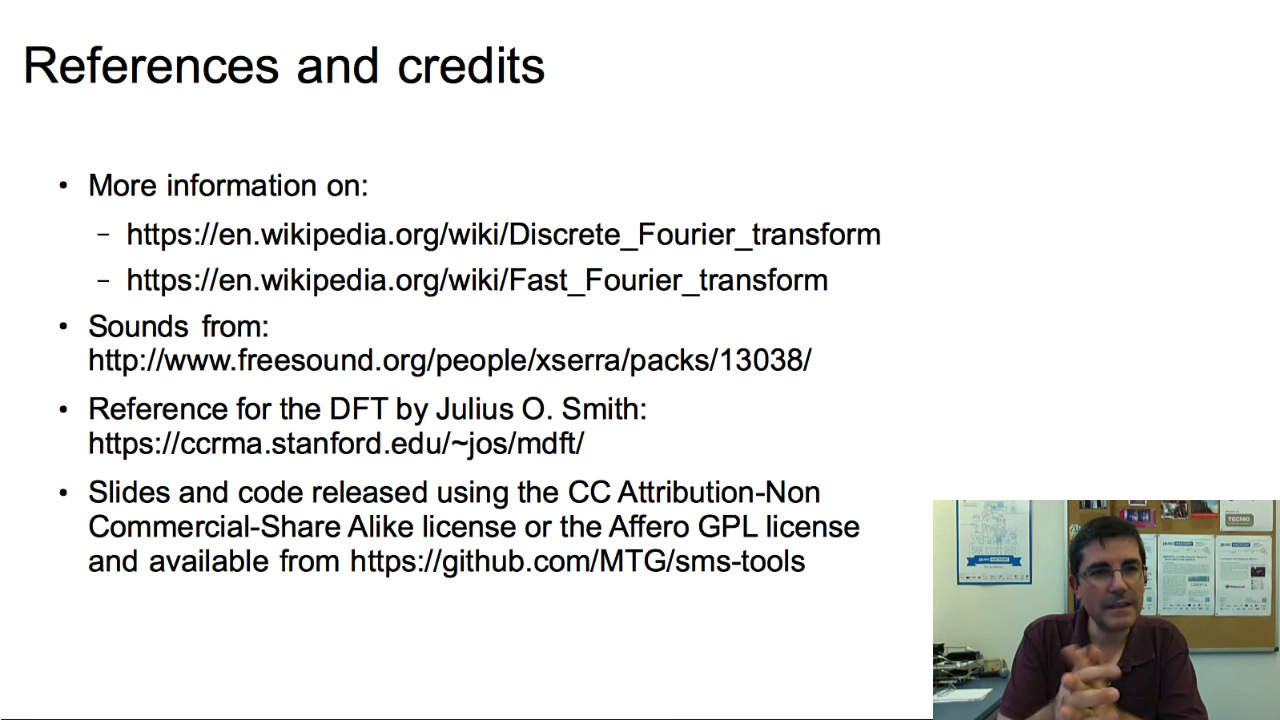 References and credits
• More information on:
– https://en.wikipedia.org/wiki/Discrete_Fourier_transform
– https://en.wikipedia.org/wiki/Fast_Fourier_transform
• Sounds from:
http://www.freesound.org/people/xserra/packs/13038/
• Reference for the DFT by Julius O. Smith:
https://ccrma.stanford.edu/~jos/mdft/
• Slides and code released using the CC Attribution-Non
Commercial-Share Alike license or the Affero GPL license
and available from https://github.com/MTG/sms-tools